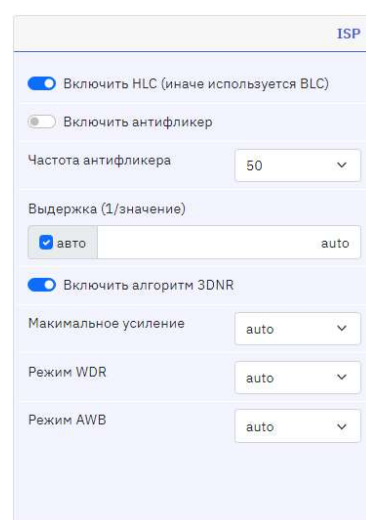 ISP
Включить HLC (иначе используется BLC)
Включить антифликер
Частота антифликера 50
Выдержка (1/значение)
авто auto
Включить алгоритм 3DNR
Макимальное усиление auto
Режим WDR auto
Режим AWB auto